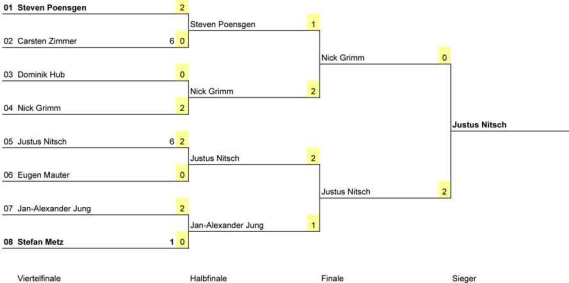 01 Steven Poensgen 2
Steven Poensgen 1
02 Carsten Zimmer 6 0
Nick Grimm 0
03 Dominik Hub 0
Nick Grimm 2
04 Nick Grimm 2
Justus Nitsch
05 Justus Nitsch 6 2
Justus Nitsch 2
06 Eugen Mauter 0
Justus Nitsch 2
07 Jan-Alexander Jung 2
Jan-Alexander Jung 1
08 Stefan Metz 1 0
Viertelfinale Halbfinale Finale Sieger